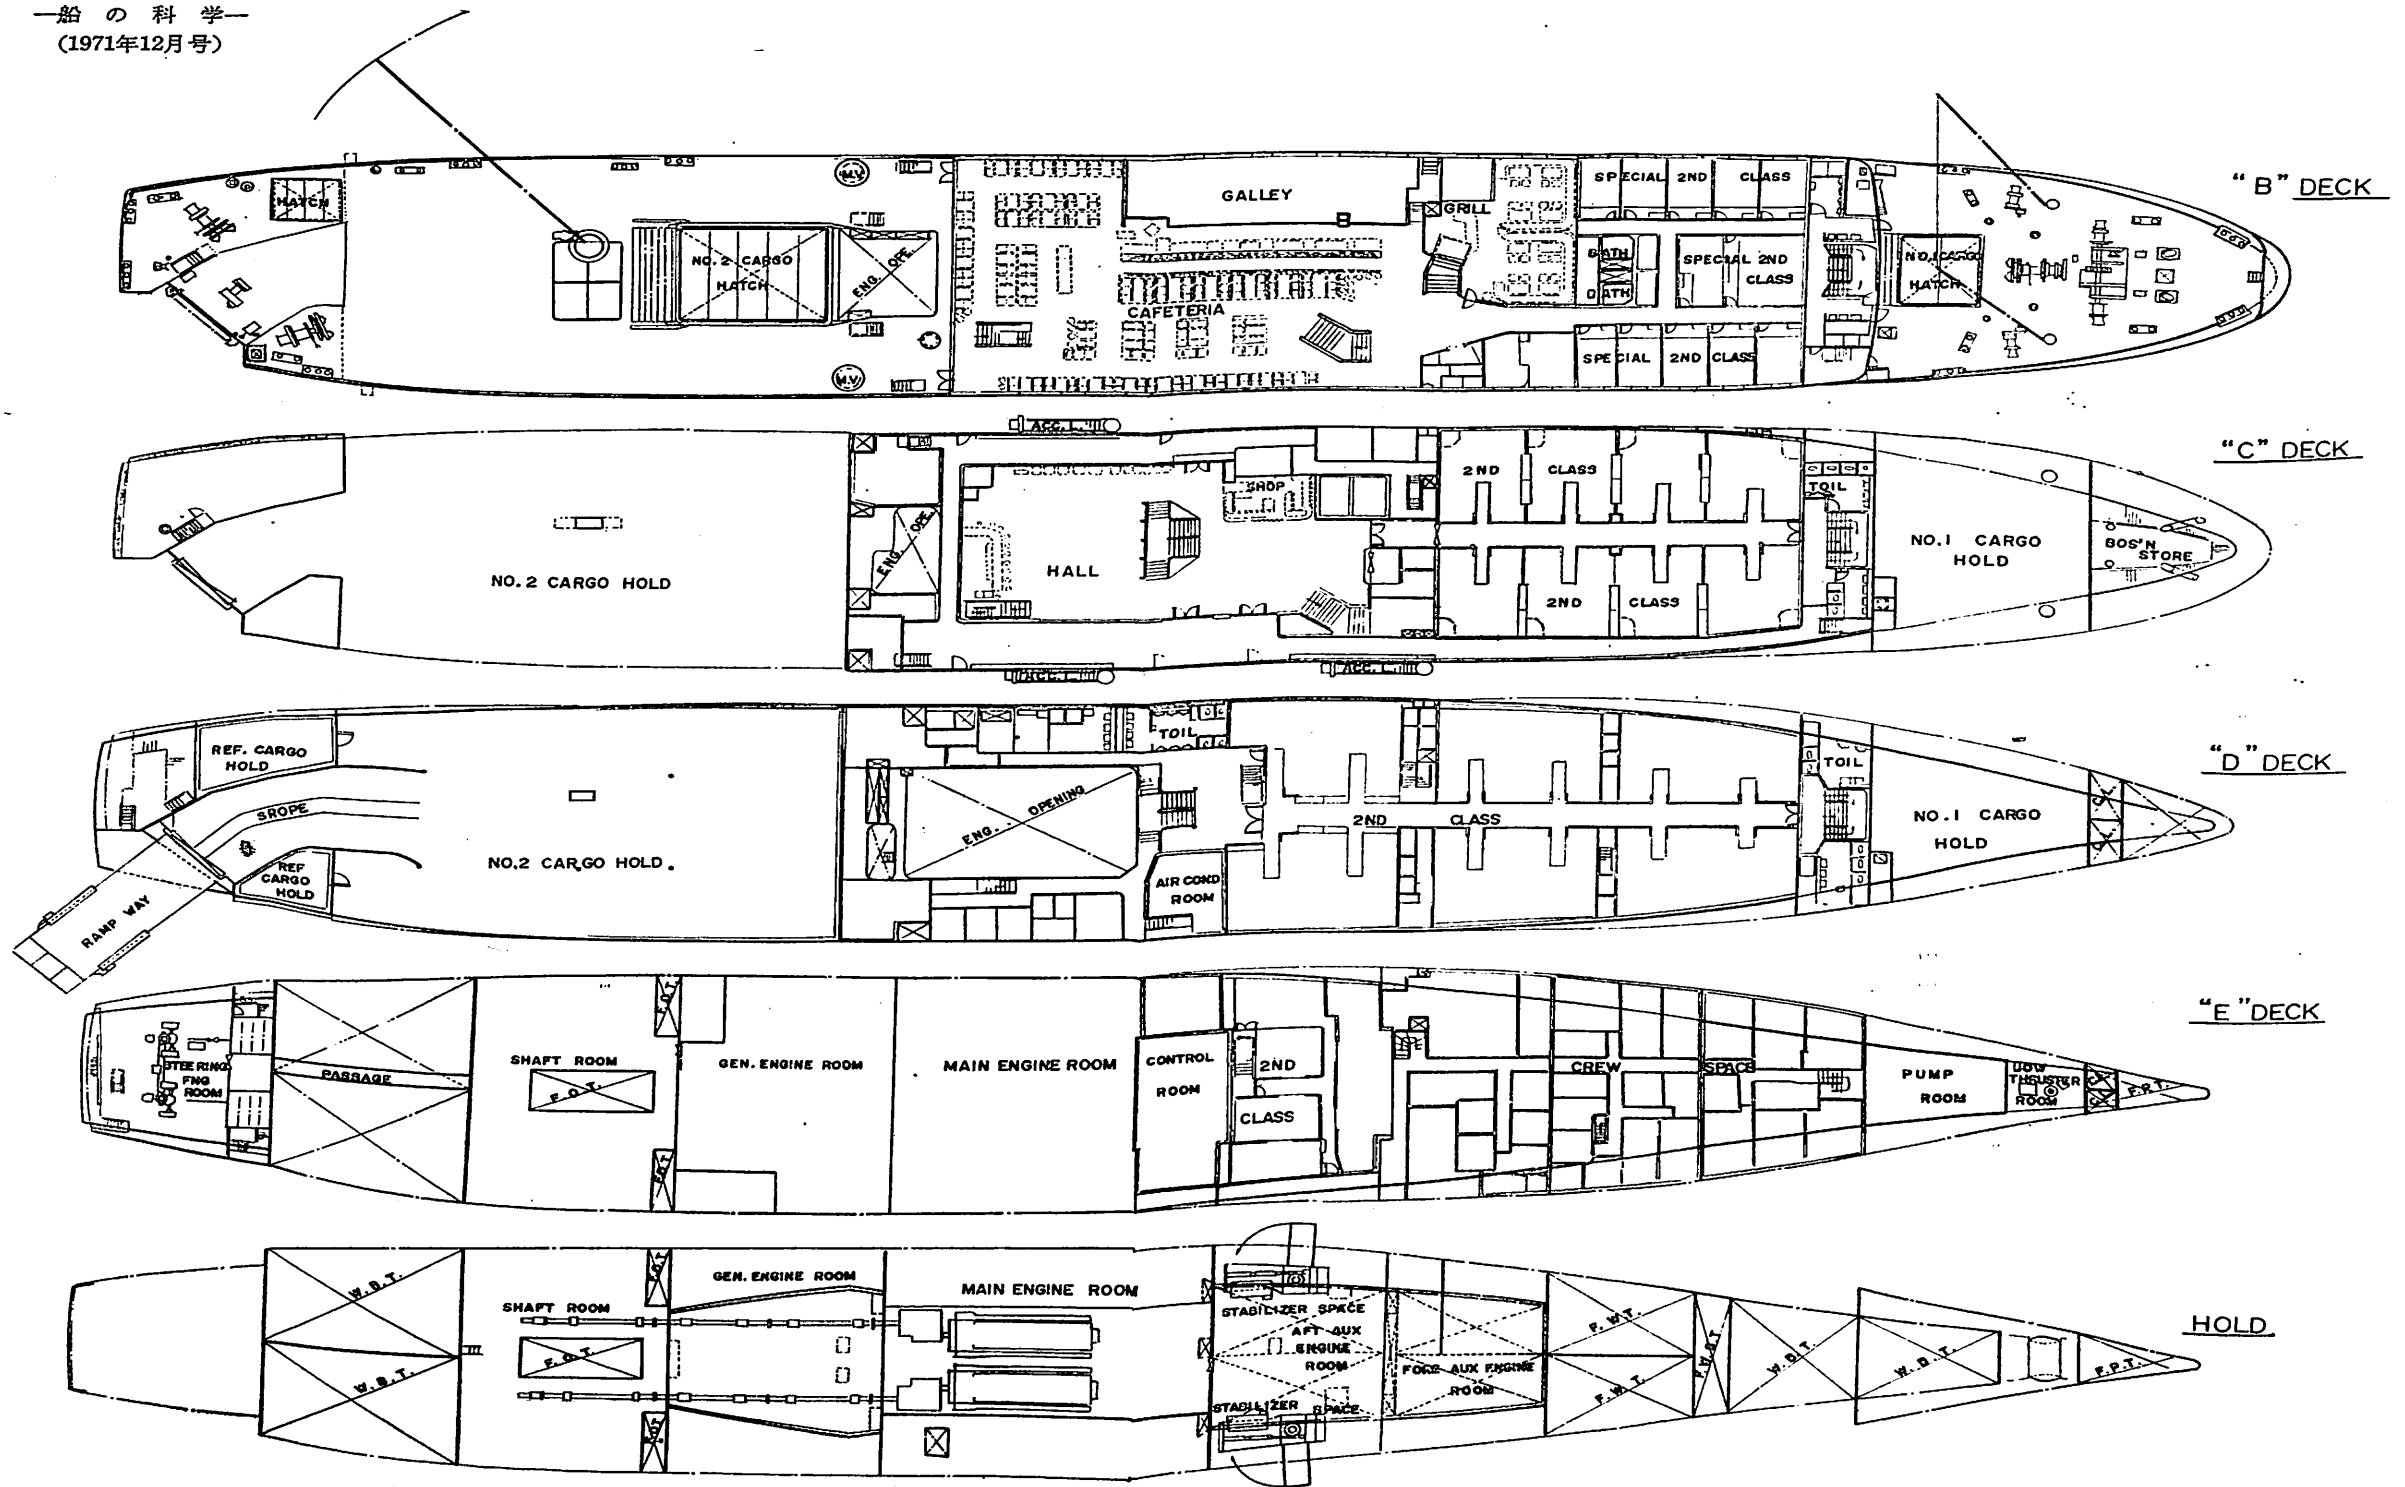 —船の科学—
(1971年12月号)
"B" DECK
HATCH
M.V.
NO. 2 CARGO
HATCH
ENG. OPE.
M.V.
GALLEY
CAFETERIA
GRILL
SPECIAL 2ND CLASS
BATH
BATH
SPECIAL 2ND
CLASS
SPECIAL 2ND CLASS
NO.1 CARGO
HATCH
"C" DECK
ACC. L.
NO. 2 CARGO HOLD
ENG. OPE.
HALL
SHOP
2ND CLASS
2ND CLASS
TOIL
NO.1 CARGO
HOLD
BOS'N
STORE
ACC. L.
ACC. L.
"D" DECK
REF. CARGO
HOLD
SROPE
REF
CARGO
HOLD
RAMP WAY
NO.2 CARGO HOLD.
ENG. OPENING
TOIL
AIR COND
ROOM
2ND CLASS
TOIL
NO.1 CARGO
HOLD
C.L.
C.L.
"E" DECK
STEERING
ENG
ROOM
PASSAGE
SHAFT ROOM
F.O.T.
F.O.T.
F.O.T
GEN. ENGINE ROOM
MAIN ENGINE ROOM
CONTROL
ROOM
2ND
CLASS
CREW SPACE
PUMP
ROOM
BOW
THRUSTER
ROOM
C.L.
C.L.
F.P.T.
HOLD
W.B.T.
W.B.T.
SHAFT ROOM
F.O.T.
F.O.T
F.O.T
GEN. ENGINE ROOM
MAIN ENGINE ROOM
STABILIZER SPACE
AFT AUX
ENGINE
ROOM
STABILIZER SPACE
FORE AUX ENGINE
ROOM
F.W.T.
F.W.T.
W.B.T.
W.B.T.
F.P.T.